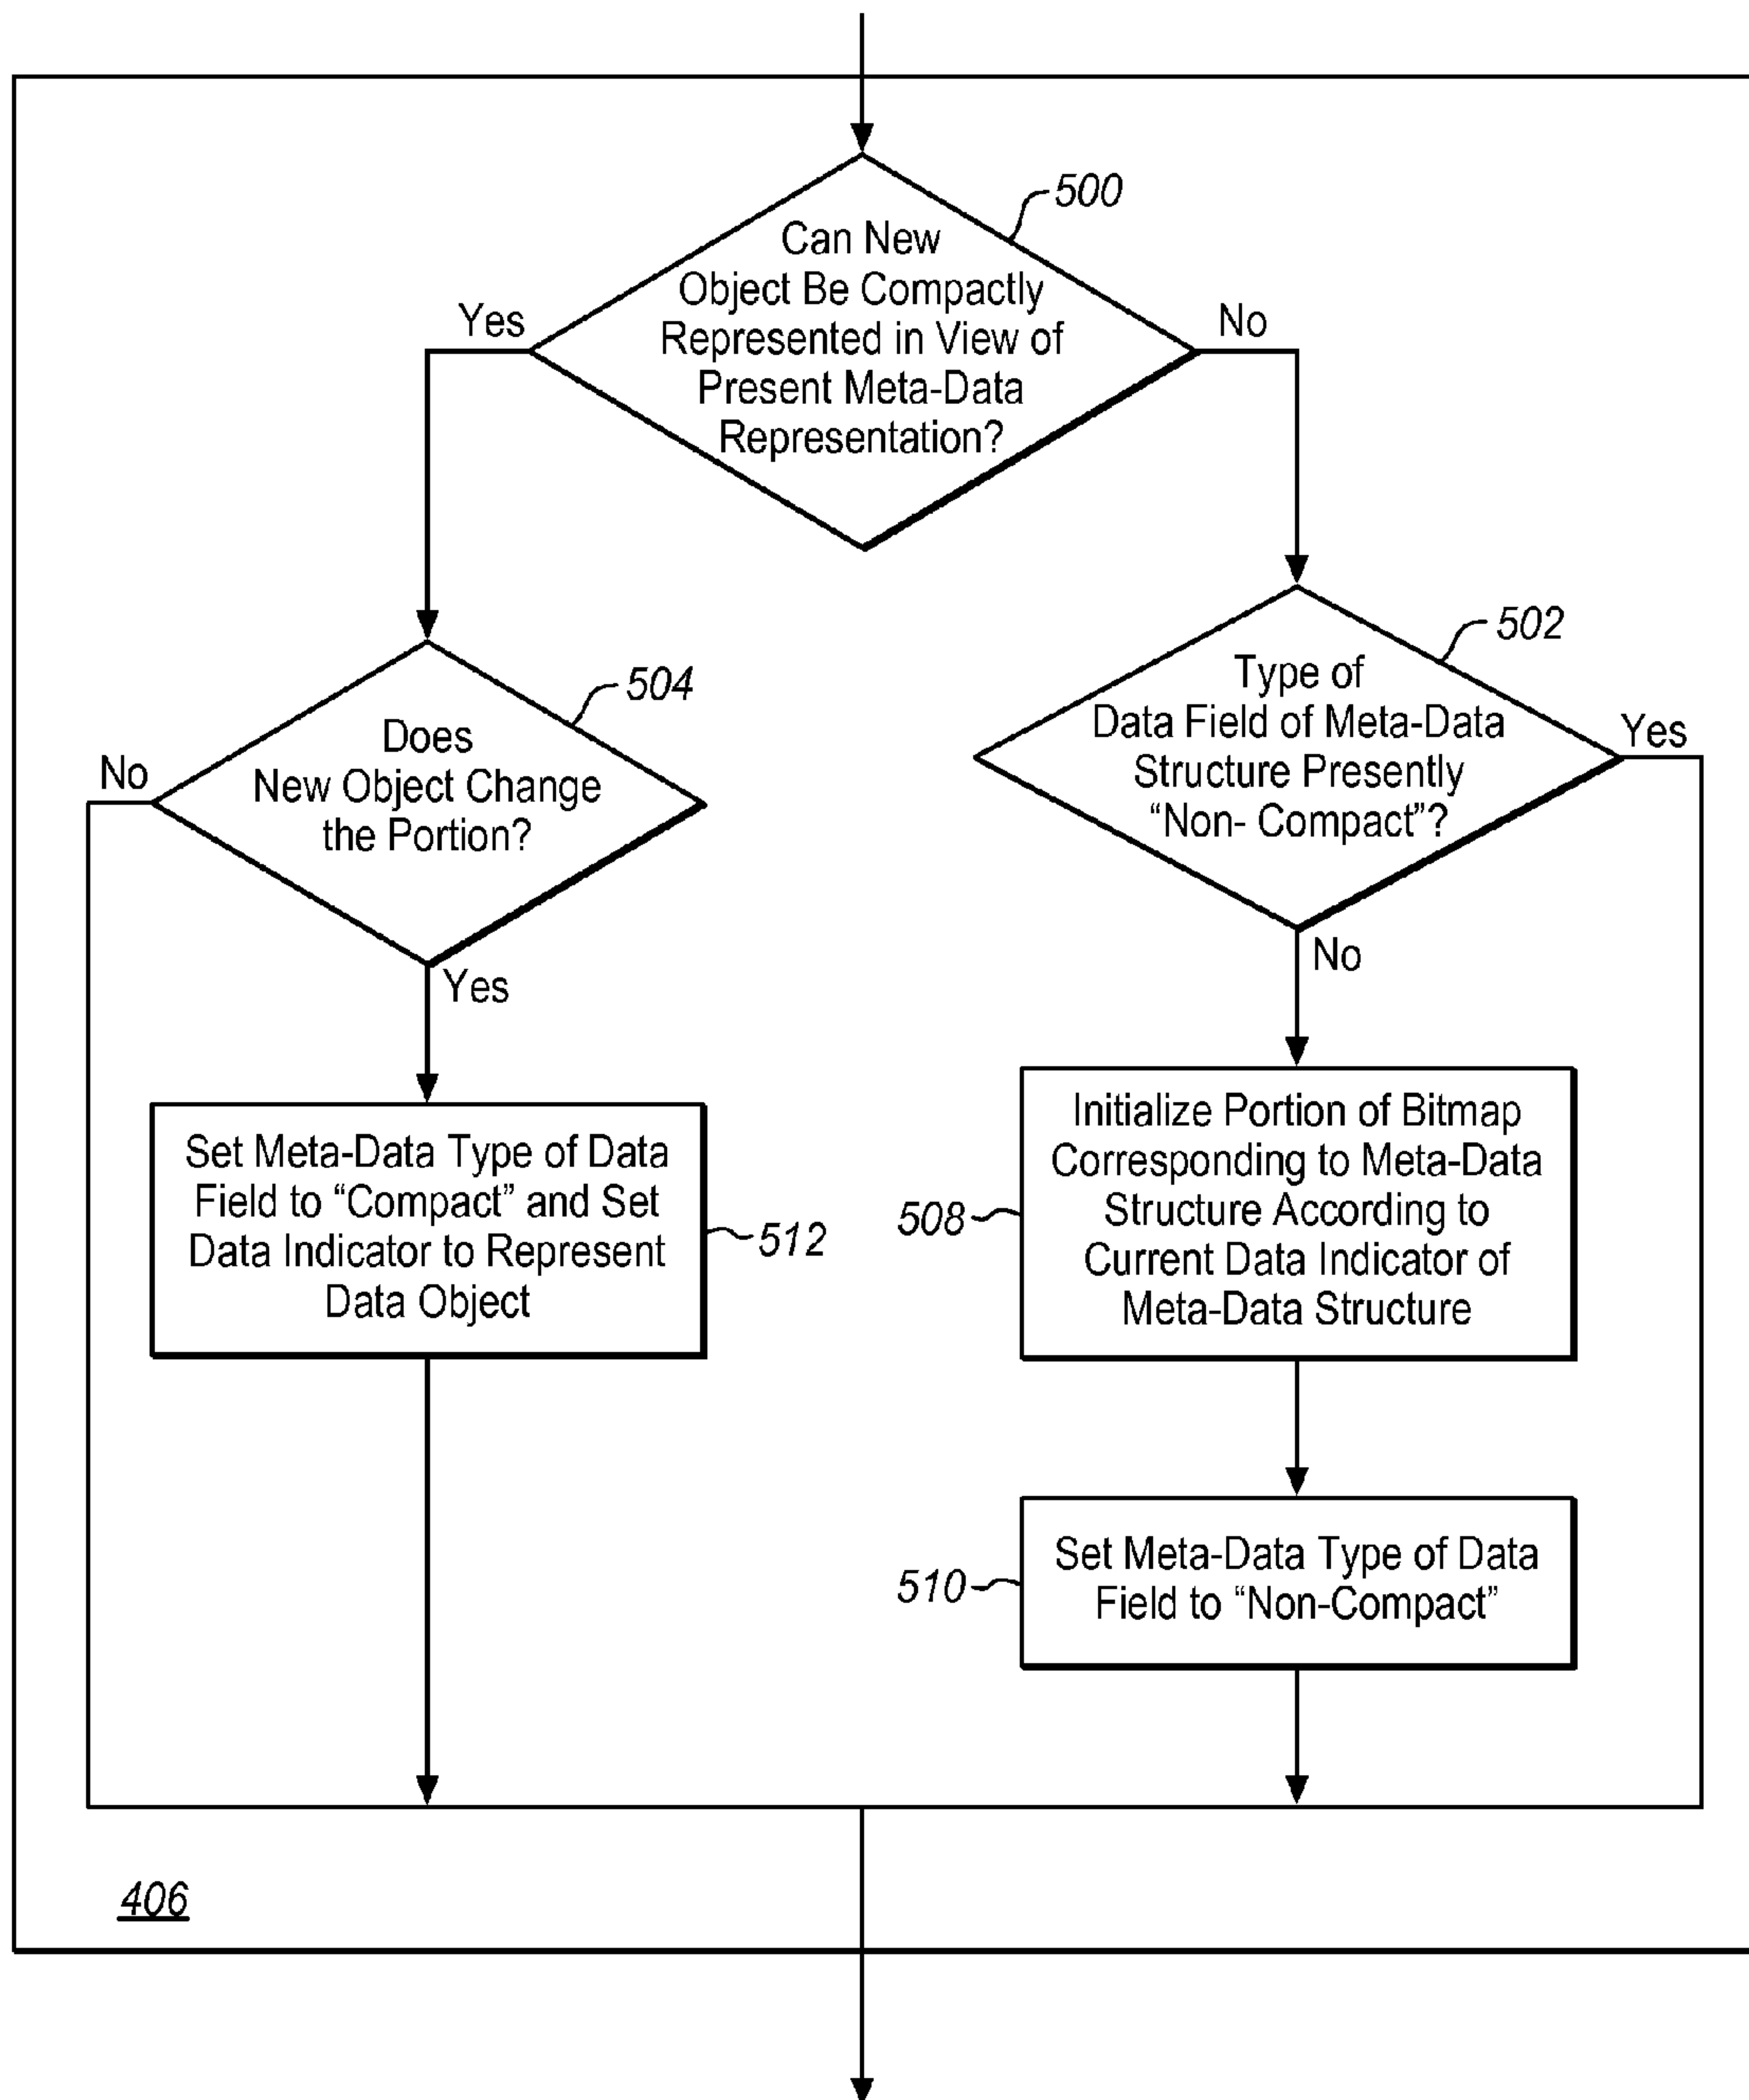 500
Can New
Object Be Compactly
Represented in View of
Present Meta-Data
Representation?
Yes
No
504
Does
New Object Change
the Portion?
No
Yes
502
Type of
Data Field of Meta-Data
Structure Presently
“Non- Compact”?
Yes
No
Set Meta-Data Type of Data
Field to “Compact” and Set
Data Indicator to Represent
Data Object
512
Initialize Portion of Bitmap
Corresponding to Meta-Data
Structure According to
Current Data Indicator of
Meta-Data Structure
508
Set Meta-Data Type of Data
Field to “Non-Compact”
510
406